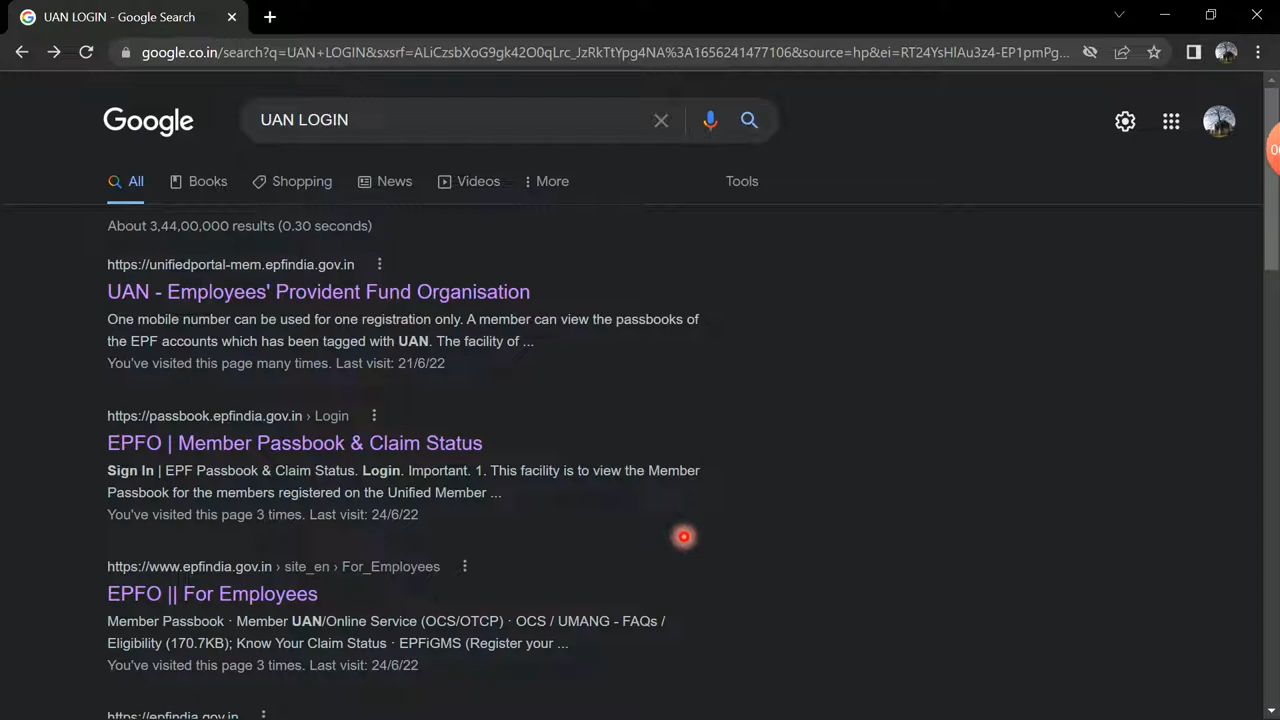 UAN LOGIN - Google Search
google.co.in/search?q=UAN+LOGIN&sxsrf=ALiCzsbXoG9gk42O0qLrc_JzRkTtYpg4NA%3A1656241477106&source=hp&ei=RT24YsHlAu3z4-EP1pmPg...
Google
UAN LOGIN
All Books Shopping News Videos More Tools
About 3,44,00,000 results (0.30 seconds)
https://unifiedportal-mem.epfindia.gov.in
UAN - Employees' Provident Fund Organisation
One mobile number can be used for one registration only. A member can view the passbooks of
the EPF accounts which has been tagged with UAN. The facility of ...
You've visited this page many times. Last visit: 21/6/22
https://passbook.epfindia.gov.in › Login
EPFO | Member Passbook & Claim Status
Sign In | EPF Passbook & Claim Status. Login. Important. 1. This facility is to view the Member
Passbook for the members registered on the Unified Member ...
You've visited this page 3 times. Last visit: 24/6/22
https://www.epfindia.gov.in › site_en › For_Employees
EPFO || For Employees
Member Passbook · Member UAN/Online Service (OCS/OTCP) · OCS / UMANG - FAQs /
Eligibility (170.7KB); Know Your Claim Status · EPFiGMS (Register your ...
You've visited this page 3 times. Last visit: 24/6/22
https://epfindia.gov.in